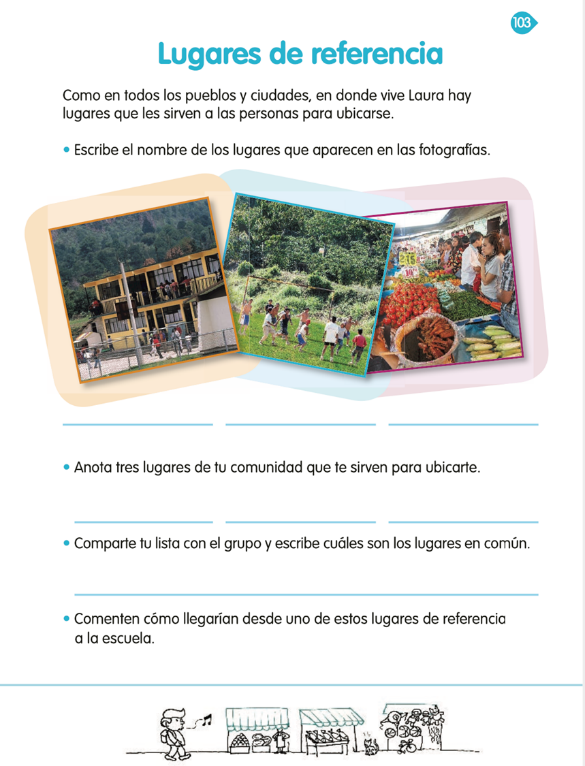 103
Lugares de referencia
Como en todos los pueblos y ciudades, en donde vive Laura hay
lugares que les sirven a las personas para ubicarse.
• Escribe el nombre de los lugares que aparecen en las fotografías.
• Anota tres lugares de tu comunidad que te sirven para ubicarte.
• Comparte tu lista con el grupo y escribe cuáles son los lugares en común.
• Comenten cómo llegarían desde uno de estos lugares de referencia
a la escuela.